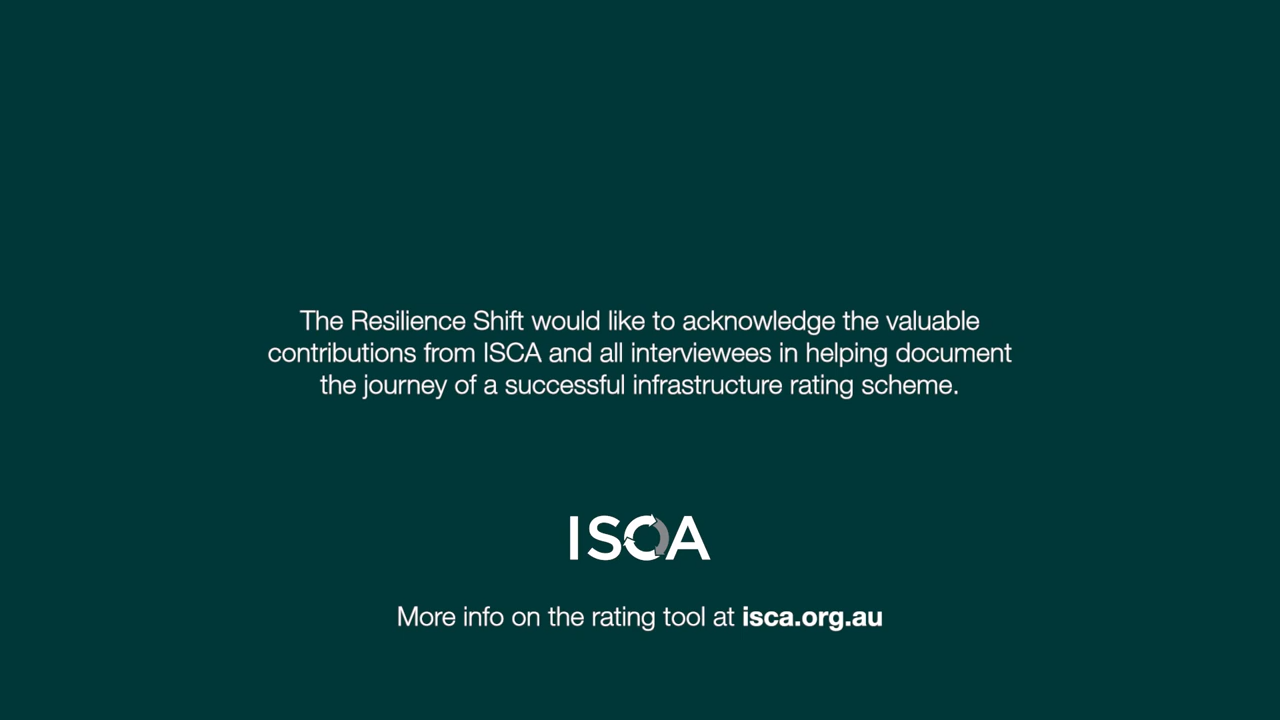 The Resilience Shift would like to acknowledge the valuable
contributions from ISCA and all interviewees in helping document
the journey of a successful infrastructure rating scheme.
ISCA
More info on the rating tool at isca.org.au